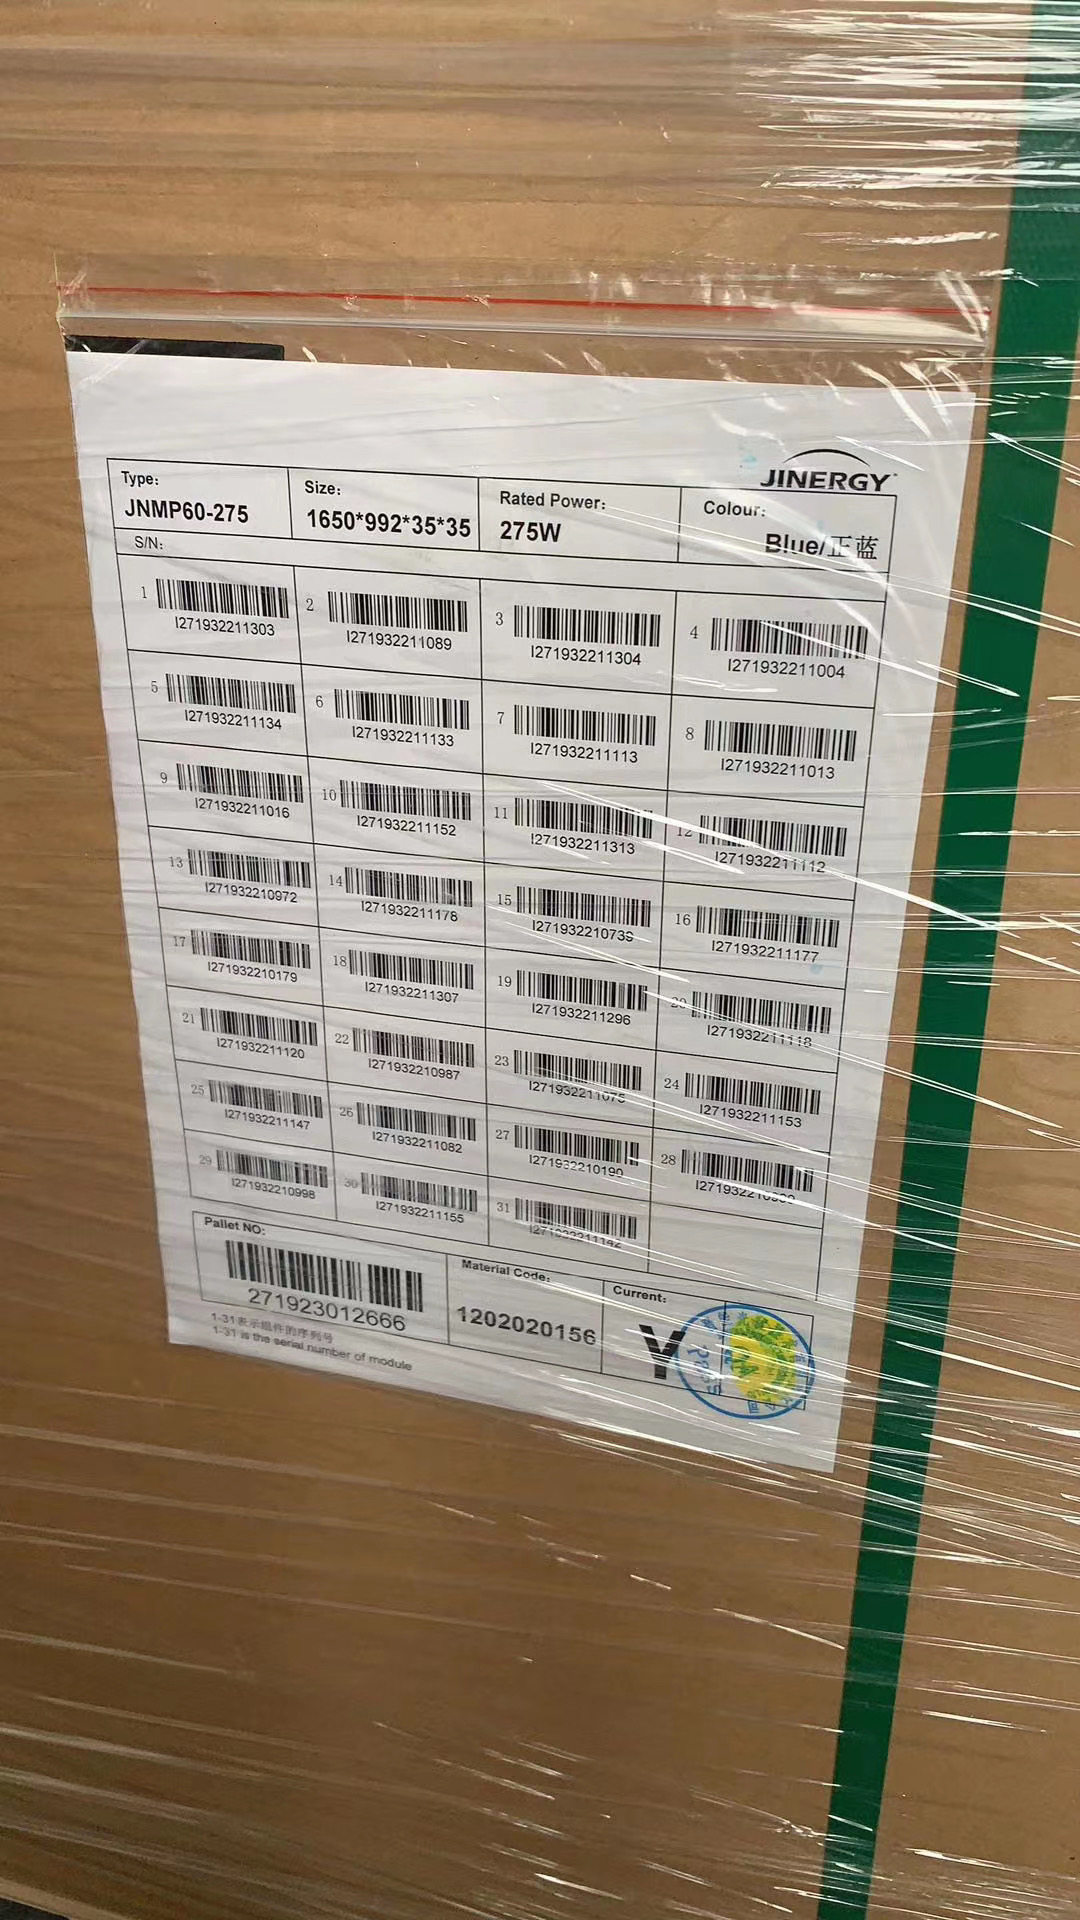 JINERGY
Type: Size: Rated Power: Colour:
JNMP60-275 1650*992*35*35 275W Blue/正蓝
S/N:
1 2 3 4
I271932211303 I271932211089 I271932211304 I271932211004
5 6 7 8
I271932211134 I271932211133 I271932211113 I271932211013
9 10 11 12
I271932211016 I271932211152 I271932211313 I271932211112
13 14 15 16
I271932210972 I271932211178 I271932211177
17 18 19 20
I271932210179 I271932211307 I271932211296 I271932211118
21 22 23 24
I271932211120 I271932210987 I271932211075 I271932211153
25 26 27 28
I271932211147 I271932211082 I271932210190
29 30 31
I271932210998 I271932211155
Pallet NO: Material Code: Current:
271923012666 1202020156 Y
1-31表示组件的序列号
1-31 is the serial number of module